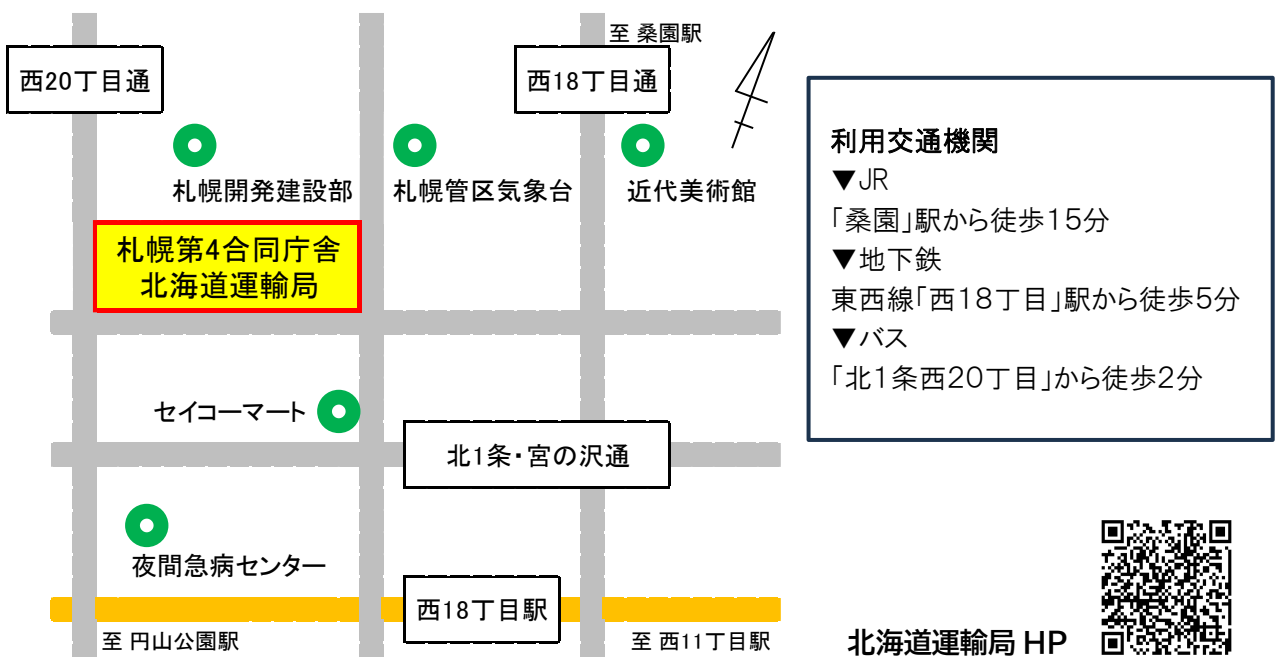 至 桑園駅
西20丁目通
西18丁目通
札幌開発建設部
札幌管区気象台
近代美術館
札幌第4合同庁舎
北海道運輸局
セイコーマート
北1条・宮の沢通
夜間急病センター
西18丁目駅
至 円山公園駅
至 西11丁目駅
利用交通機関
▼JR
「桑園」駅から徒歩15分
▼地下鉄
東西線「西18丁目」駅から徒歩5分
▼バス
「北1条西20丁目」から徒歩2分
北海道運輸局 HP